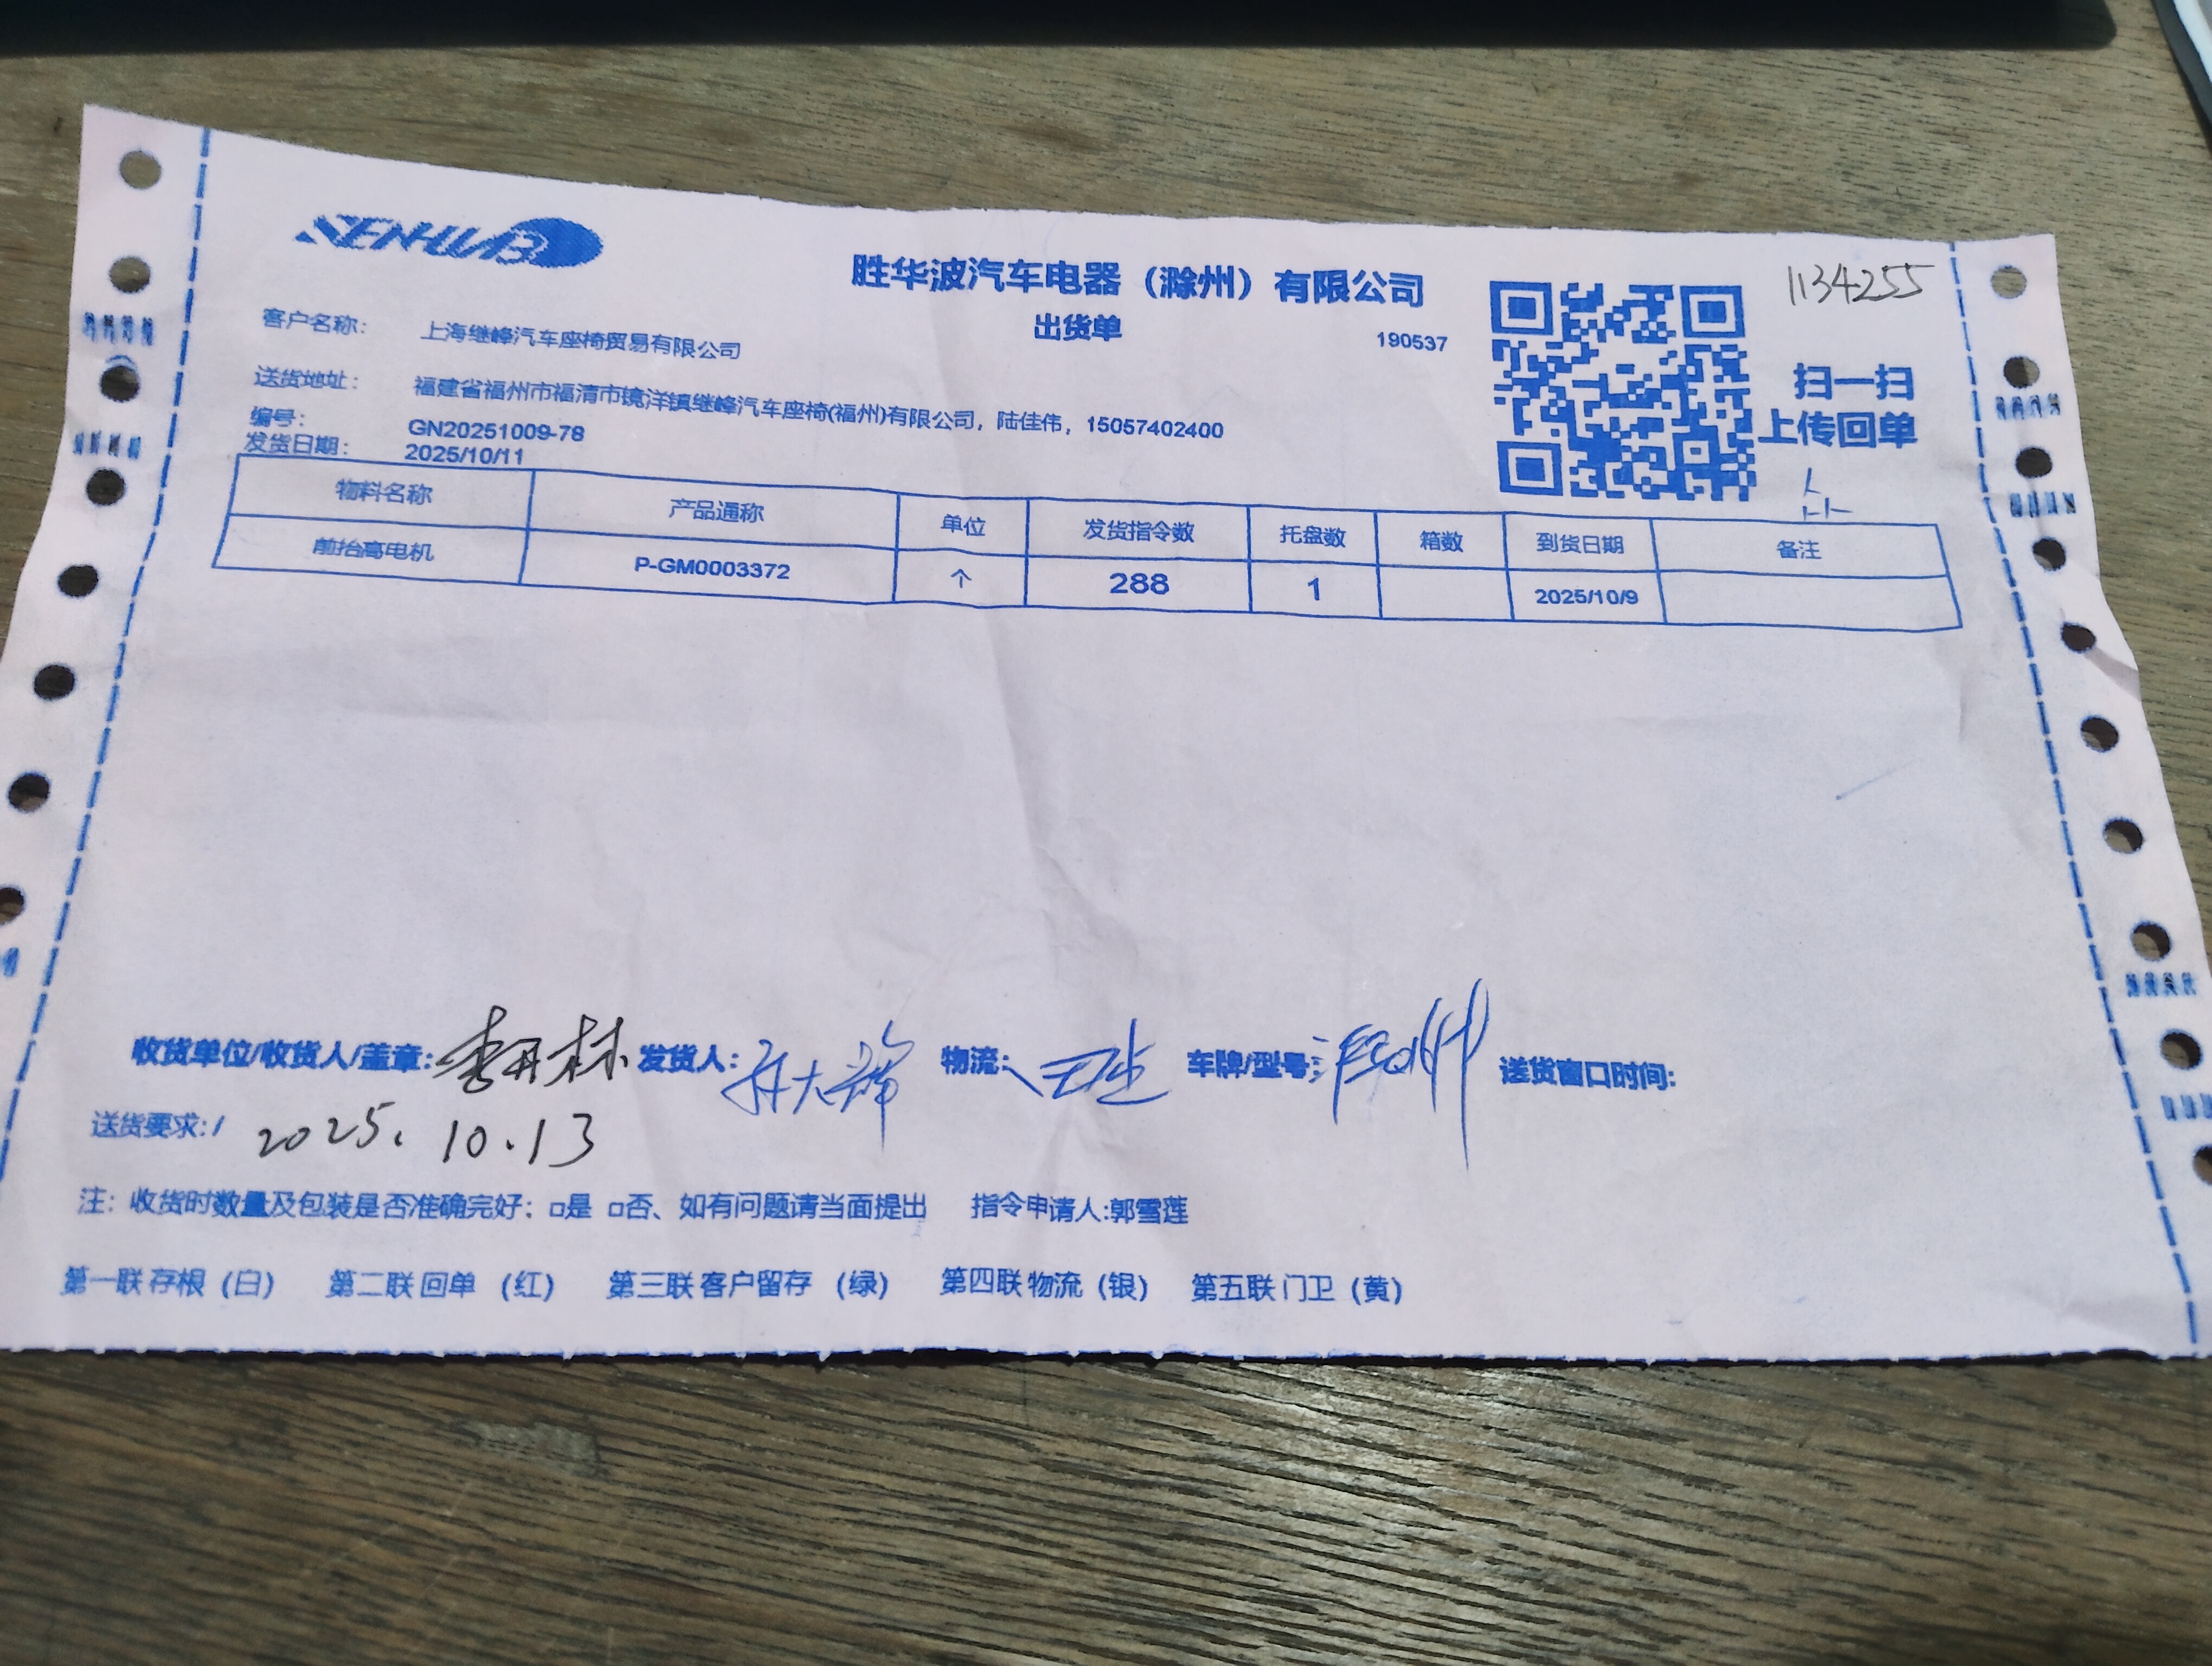 SENHWABO
1134255
胜华波汽车电器（滁州）有限公司
出货单
190537
扫一扫
上传回单
客户名称： 上海继峰汽车座椅贸易有限公司
送货地址： 福建省福州市福清市镜洋镇继峰汽车座椅(福州)有限公司，陆佳伟，15057402400
编号： GN20251009-78
发货日期： 2025/10/11
物料名称 产品通称 单位 发货指令数 托盘数 箱数 到货日期 备注
前抬高电机 P-GM0003372 个 288 1 2025/10/9
收货单位/收货人/盖章: 发货人: 物流: 车牌/型号: 送货窗口时间:
送货要求: / 2025.10.13
注：收货时数量及包装是否准确完好：□是 □否、如有问题请当面提出 指令申请人:郭雪莲
第一联 存根（白） 第二联 回单（红） 第三联 客户留存（绿） 第四联 物流（银） 第五联 门卫（黄）